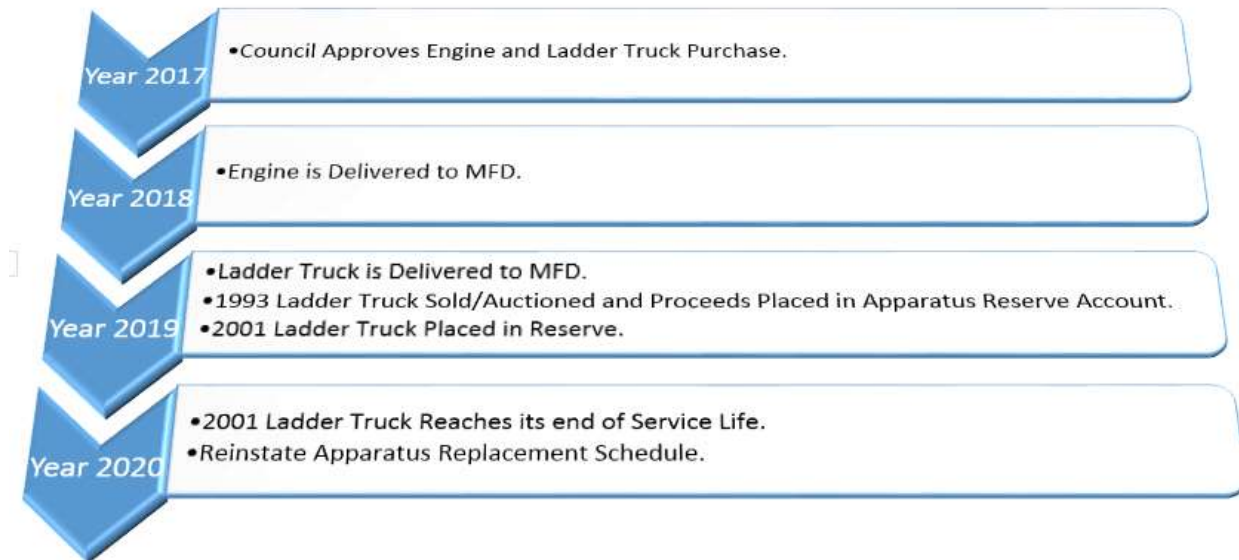 Year 2017
•Council Approves Engine and Ladder Truck Purchase.
Year 2018
•Engine is Delivered to MFD.
Year 2019
•Ladder Truck is Delivered to MFD.
•1993 Ladder Truck Sold/Auctioned and Proceeds Placed in Apparatus Reserve Account.
•2001 Ladder Truck Placed in Reserve.
Year 2020
•2001 Ladder Truck Reaches its end of Service Life.
•Reinstate Apparatus Replacement Schedule.